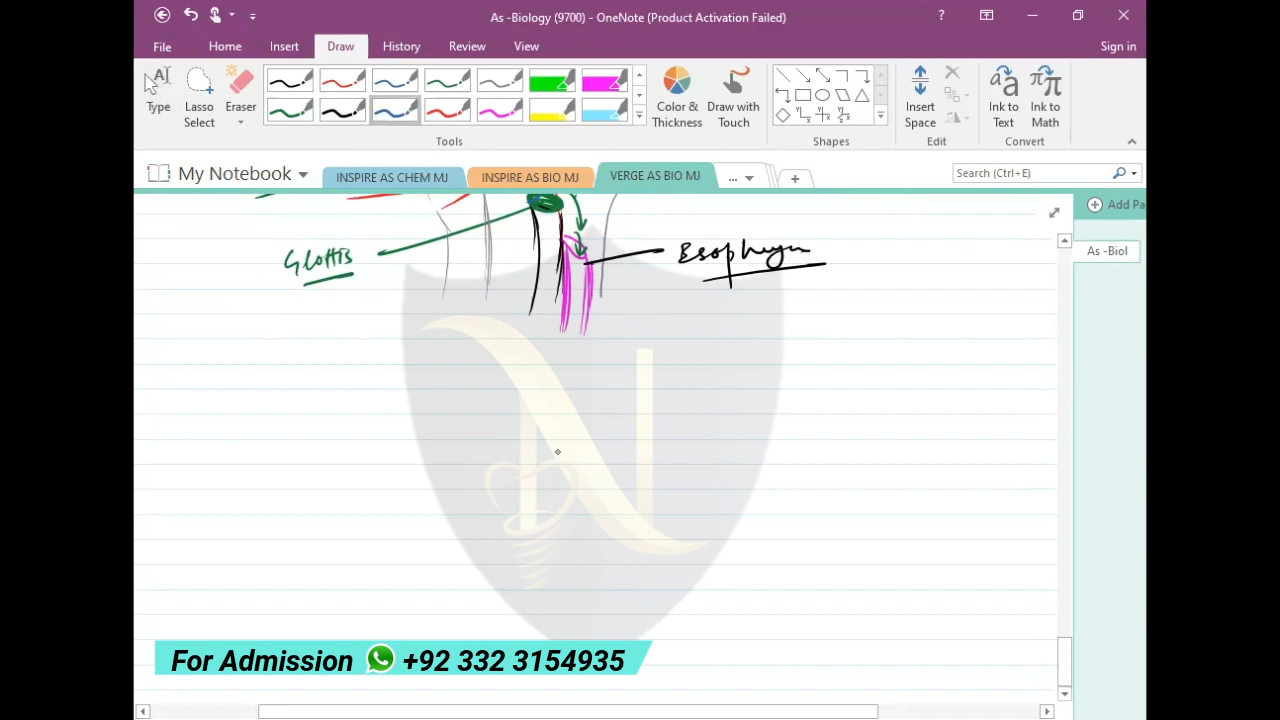 As -Biology (9700) - OneNote (Product Activation Failed)
?
File Home Insert Draw History Review View Sign in
Type
Lasso Select
Eraser
Color & Thickness
Draw with Touch
Insert Space
Ink to Text
Ink to Math
Tools Shapes Edit Convert
My Notebook INSPIRE AS CHEM MJ INSPIRE AS BIO MJ VERGE AS BIO MJ ... Search (Ctrl+E)
Add Pa
As -Biol
Glottis
For Admission +92 332 3154935